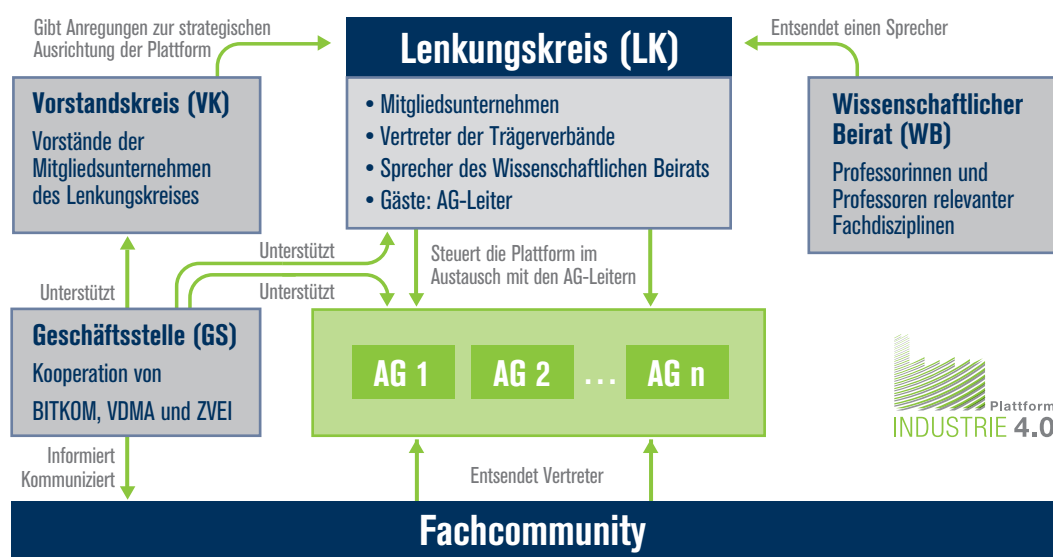 Gibt Anregungen zur strategischen
Ausrichtung der Plattform
Lenkungskreis (LK)
• Mitgliedsunternehmen
• Vertreter der Trägerverbände
• Sprecher des Wissenschaftlichen Beirats
• Gäste: AG-Leiter
Entsendet einen Sprecher
Vorstandskreis (VK)
Vorstände der
Mitgliedsunternehmen
des Lenkungskreises
Wissenschaftlicher
Beirat (WB)
Professorinnen und
Professoren relevanter
Fachdisziplinen
Unterstützt
Unterstützt
Unterstützt
Steuert die Plattform im
Austausch mit den AG-Leitern
Geschäftsstelle (GS)
Kooperation von
BITKOM, VDMA und ZVEI
AG 1
AG 2
...
AG n
Plattform
INDUSTRIE 4.0
Informiert
Kommuniziert
Entsendet Vertreter
Fachcommunity